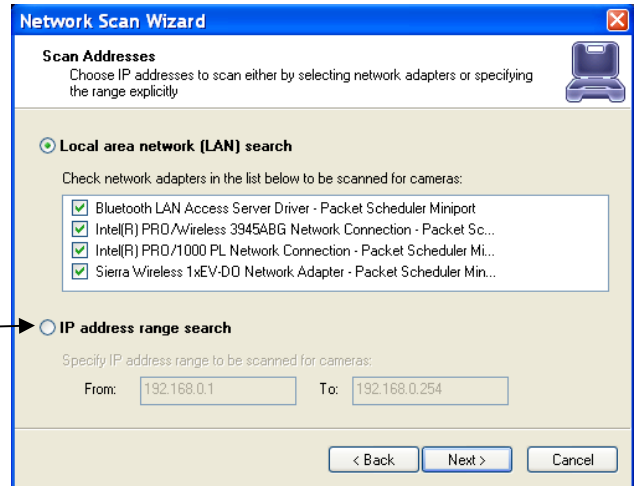 Network Scan Wizard
Scan Addresses
Choose IP addresses to scan either by selecting network adapters or specifying
the range explicitly
Local area network (LAN) search
Check network adapters in the list below to be scanned for cameras:
Bluetooth LAN Access Server Driver - Packet Scheduler Miniport
Intel(R) PRO/Wireless 3945ABG Network Connection - Packet Sc...
Intel(R) PRO/1000 PL Network Connection - Packet Scheduler Mi...
Sierra Wireless 1xEV-DO Network Adapter - Packet Scheduler Min...
IP address range search
Specify IP address range to be scanned for cameras:
From: 192.168.0.1 To: 192.168.0.254
< Back Next > Cancel